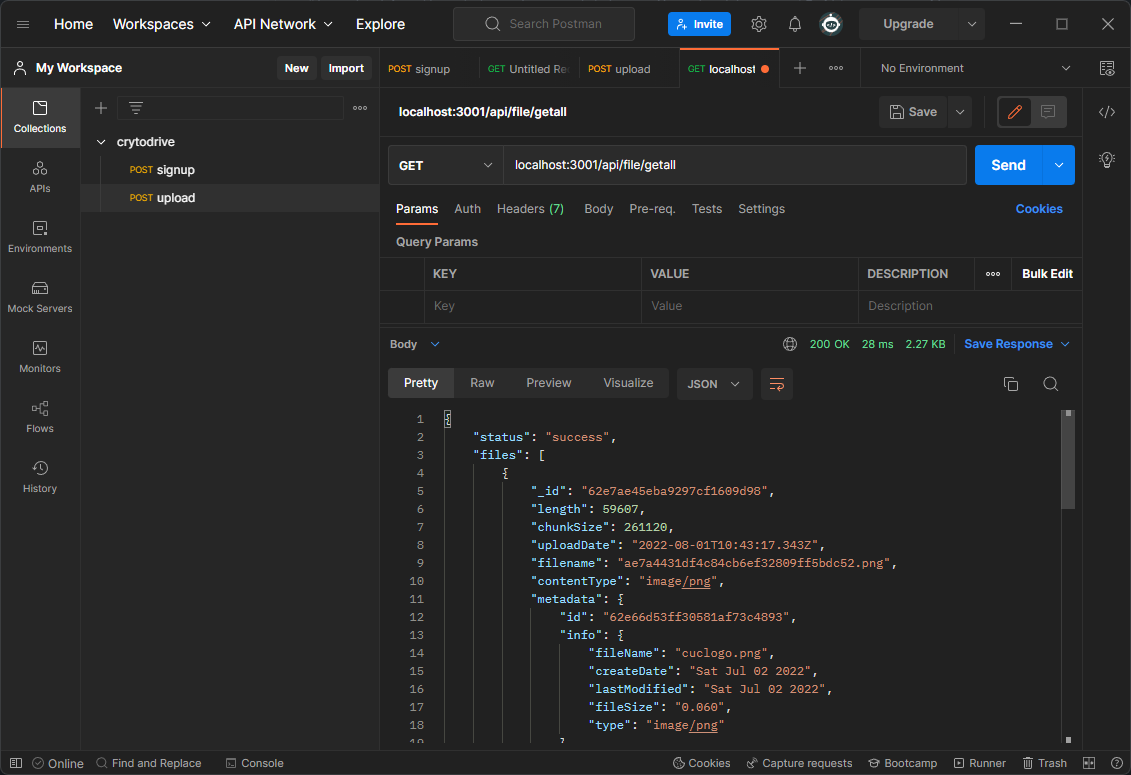 Home Workspaces API Network Explore Search Postman Invite Upgrade
My Workspace New Import POST signup GET Untitled Re POST upload GET localhost No Environment
localhost:3001/api/file/getall Save
Collections
crytodrive
POST signup
POST upload
APIs
Environments
Mock Servers
Monitors
Flows
History
GET localhost:3001/api/file/getall Send
Params Auth Headers (7) Body Pre-req. Tests Settings Cookies
Query Params
KEY VALUE DESCRIPTION Bulk Edit
Key Value Description
Body 200 OK 28 ms 2.27 KB Save Response
Pretty Raw Preview Visualize JSON
1 {
2 "status": "success",
3 "files": [
4 {
5 "_id": "62e7ae45eba9297cf1609d98",
6 "length": 59607,
7 "chunkSize": 261120,
8 "uploadDate": "2022-08-01T10:43:17.343Z",
9 "filename": "ae7a4431df4c84cb6ef32809ff5bdc52.png",
10 "contentType": "image/png",
11 "metadata": {
12 "id": "62e66d53ff30581af73c4893",
13 "info": {
14 "fileName": "cuclogo.png",
15 "createDate": "Sat Jul 02 2022",
16 "lastModified": "Sat Jul 02 2022",
17 "fileSize": "0.060",
18 "type": "image/png"
19 }
Online Find and Replace Console Cookies Capture requests Bootcamp Runner Trash